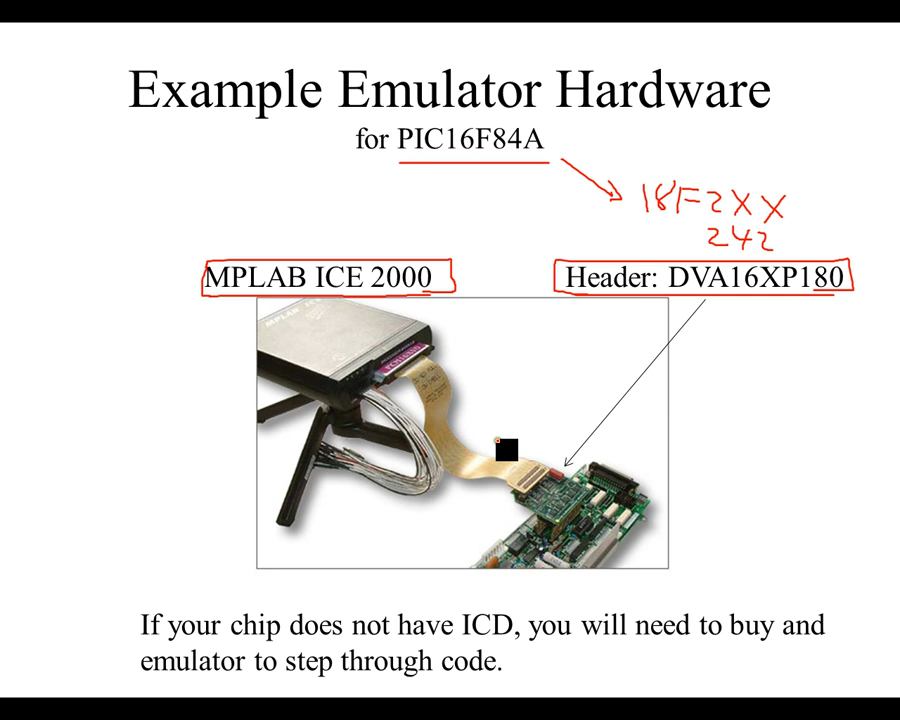 Example Emulator Hardware
for PIC16F84A
18F2XX
242
MPLAB ICE 2000
Header: DVA16XP180
MPLAB
If your chip does not have ICD, you will need to buy and
emulator to step through code.